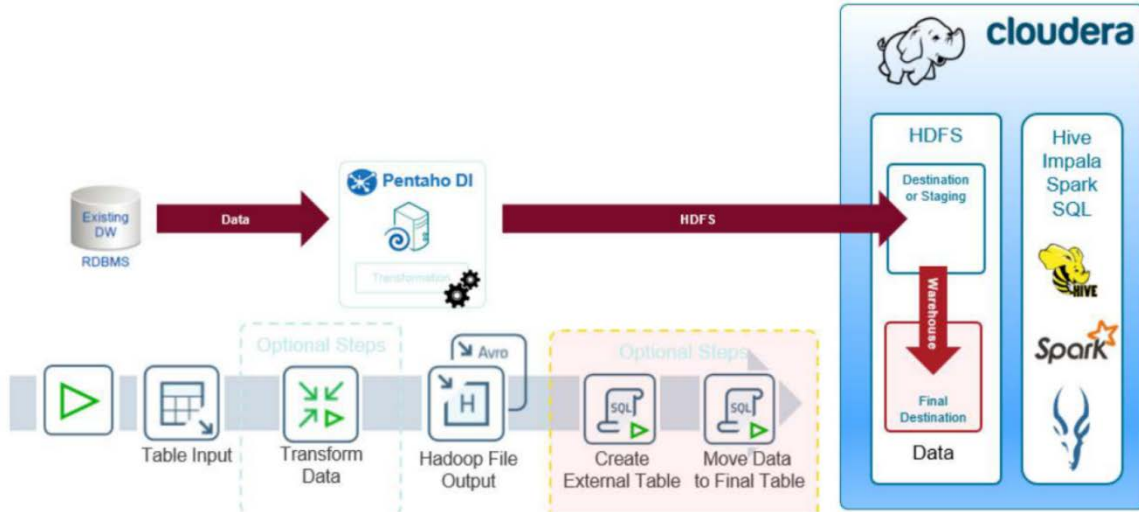 cloudera
HDFS
Destination
or Staging
Warehouse
Final
Destination
Data
Hive
Impala
Spark
SQL
HIVE
Spark
Existing
DW
RDBMS
Data
Pentaho DI
Transformation
HDFS
Optional Steps
Avro
H
Optional Steps
SQL
SQL
Table Input
Transform
Data
Hadoop File
Output
Create
External Table
Move Data
to Final Table